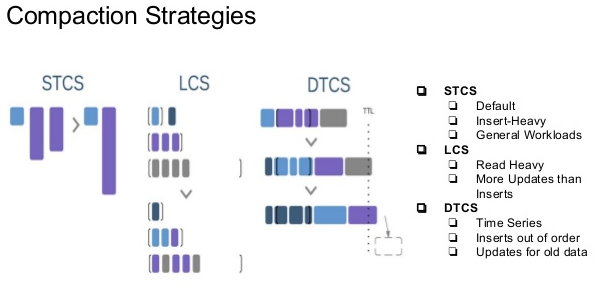 Compaction Strategies
STCS
LCS
DTCS
TTL
STCS
Default
Insert-Heavy
General Workloads
LCS
Read Heavy
More Updates than
Inserts
DTCS
Time Series
Inserts out of order
Updates for old data